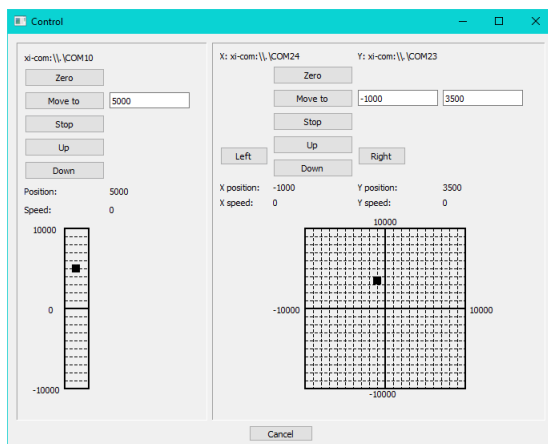 Control
xi-com:\\.\COM10
Zero
Move to 5000
Stop
Up
Down
Position: 5000
Speed: 0
10000
0
-10000
X: xi-com:\\.\COM24 Y: xi-com:\\.\COM23
Zero
Move to -1000 3500
Stop
Up
Left Right
Down
X position: -1000 Y position: 3500
X speed: 0 Y speed: 0
10000
-10000 10000
-10000
Cancel